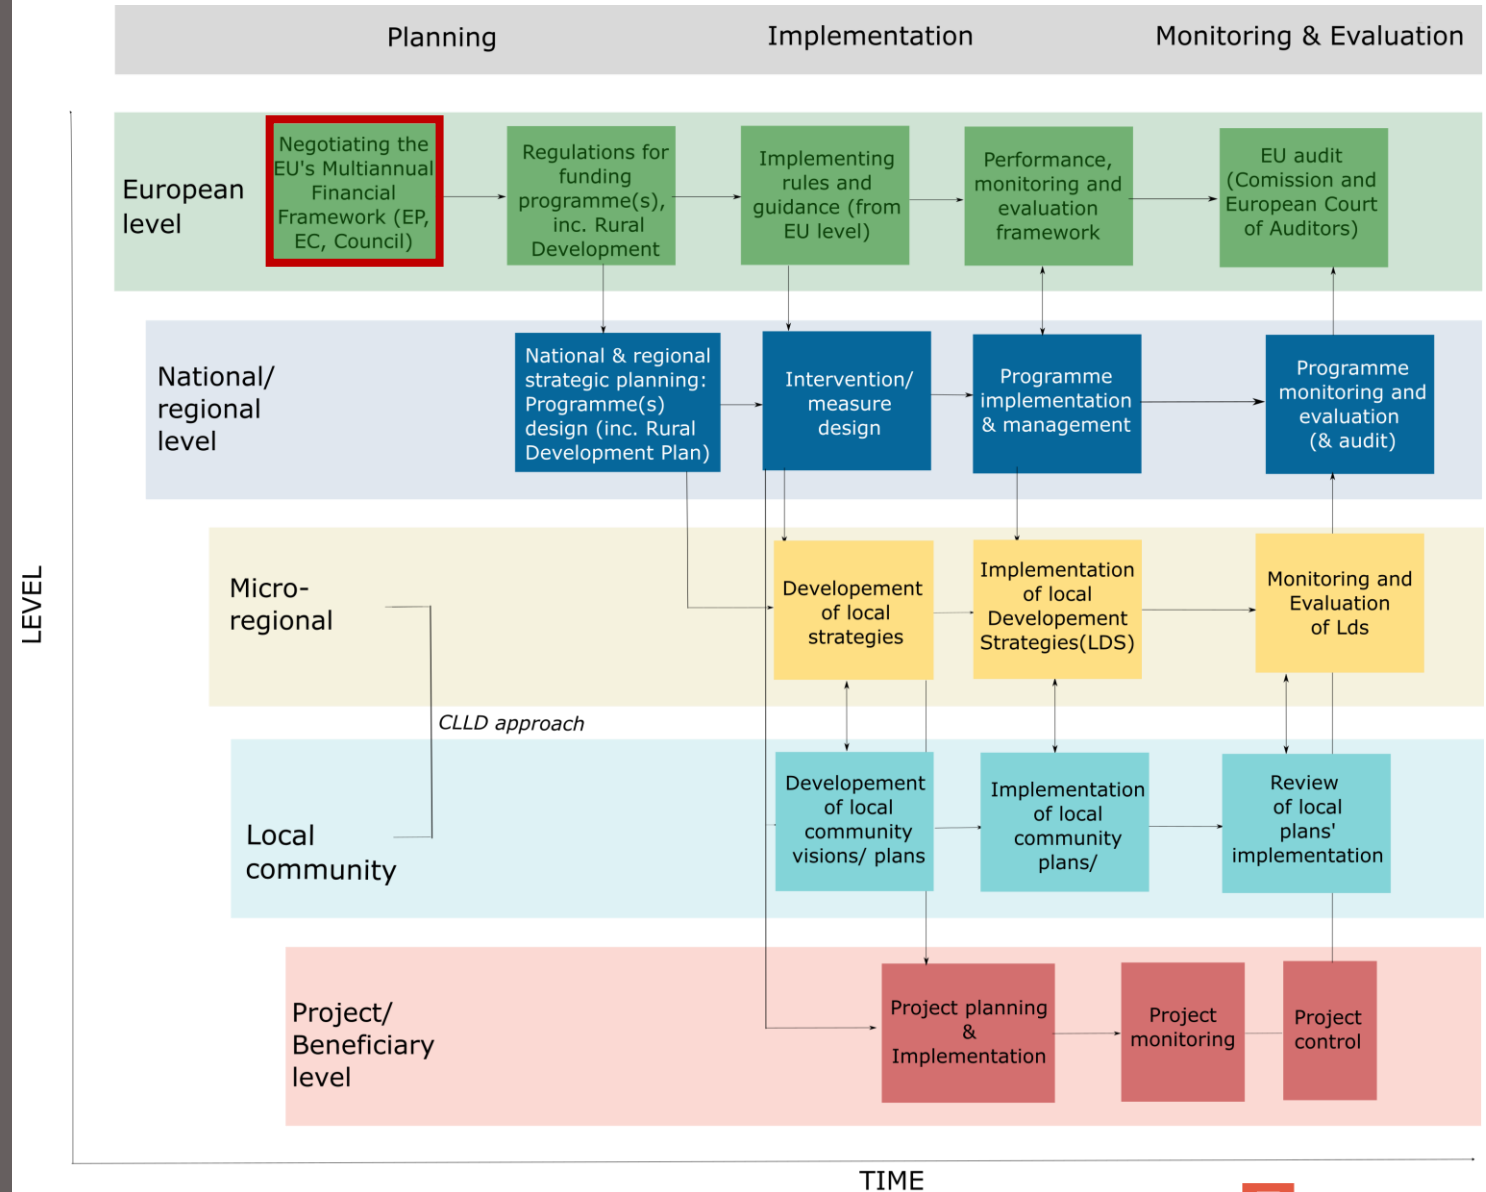 Planning
Implementation
Monitoring & Evaluation
European
level
Negotiating the
EU's Multiannual
Financial
Framework (EP,
EC, Council)
Regulations for
funding
programme(s),
inc. Rural
Development
Implementing
rules and
guidance (from
EU level)
Performance,
monitoring and
evaluation
framework
EU audit
(Comission and
European Court
of Auditors)
National/
regional
level
National & regional
strategic planning:
Programme(s)
design (inc. Rural
Development Plan)
Intervention/
measure
design
Programme
implementation
& management
Programme
monitoring and
evaluation
(& audit)
LEVEL
Micro-
regional
Developement
of local
strategies
Implementation
of local
Developement
Strategies(LDS)
Monitoring and
Evaluation
of Lds
CLLD approach
Local
community
Developement
of local
community
visions/ plans
Implementation
of local
community
plans/
Review
of local
plans'
implementation
Project/
Beneficiary
level
Project planning
&
Implementation
Project
monitoring
Project
control
TIME